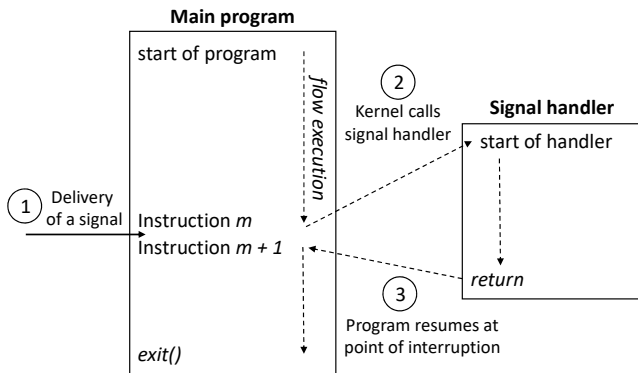 Main program
start of program
flow execution
2
Kernel calls
signal handler
Signal handler
start of handler
1
Delivery
of a signal
Instruction m
Instruction m + 1
return
3
Program resumes at
point of interruption
exit()